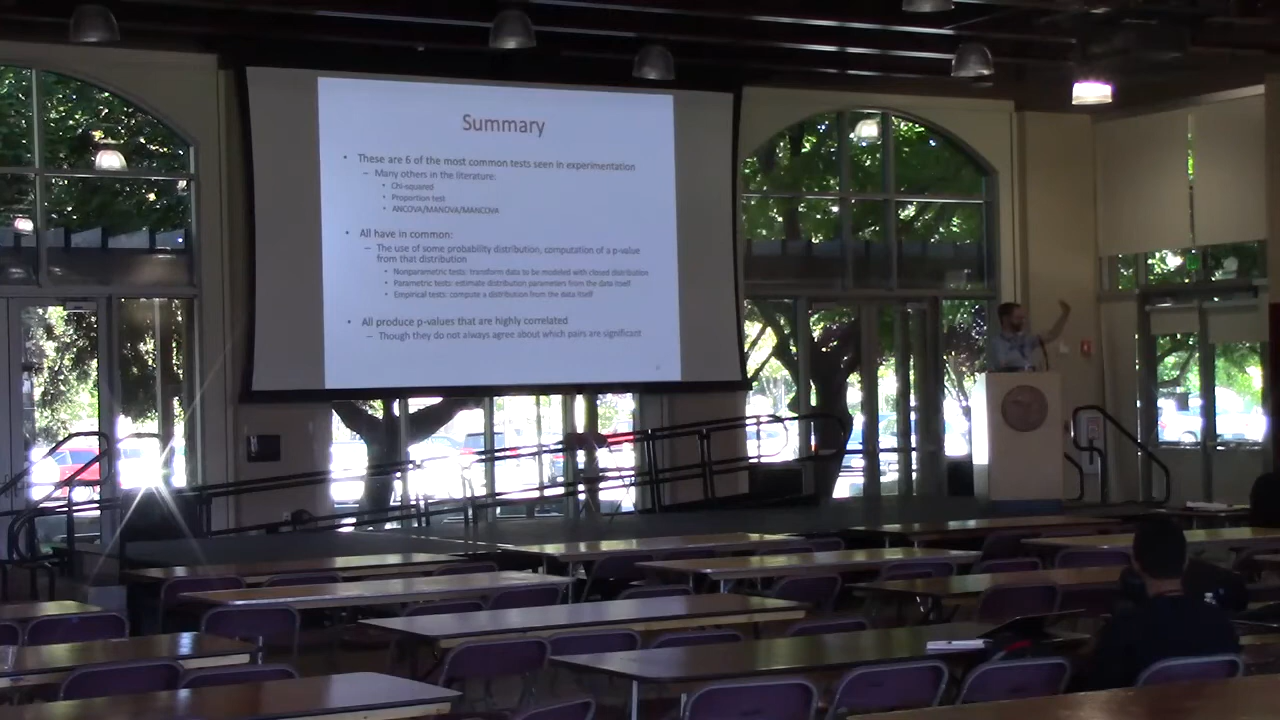 Summary
• These are 6 of the most common tests seen in experimentation
– Many others in the literature:
• Chi-squared
• Proportion test
• ANCOVA/MANOVA/MANCOVA
• All have in common:
– The use of some probability distribution, computation of a p-value
from that distribution
• Nonparametric tests: transform data to be modeled with closed distribution
• Parametric tests: estimate distribution parameters from the data itself
• Empirical tests: compute a distribution from the data itself
• All produce p-values that are highly correlated
– Though they do not always agree about which pairs are significant